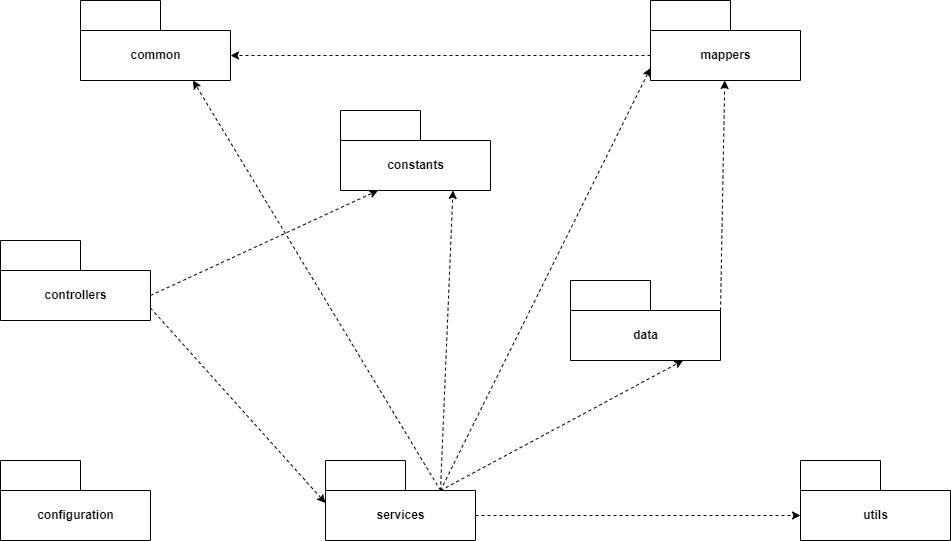 common
mappers
constants
controllers
data
configuration
services
utils